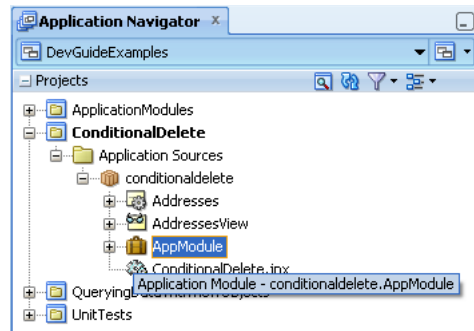 Application Navigator x
DevGuideExamples
Projects
ApplicationModules
ConditionalDelete
Application Sources
conditionaldelete
Addresses
AddressesView
AppModule
ConditionalDelete.jpx
Application Module - conditionaldelete.AppModule
UnitTests